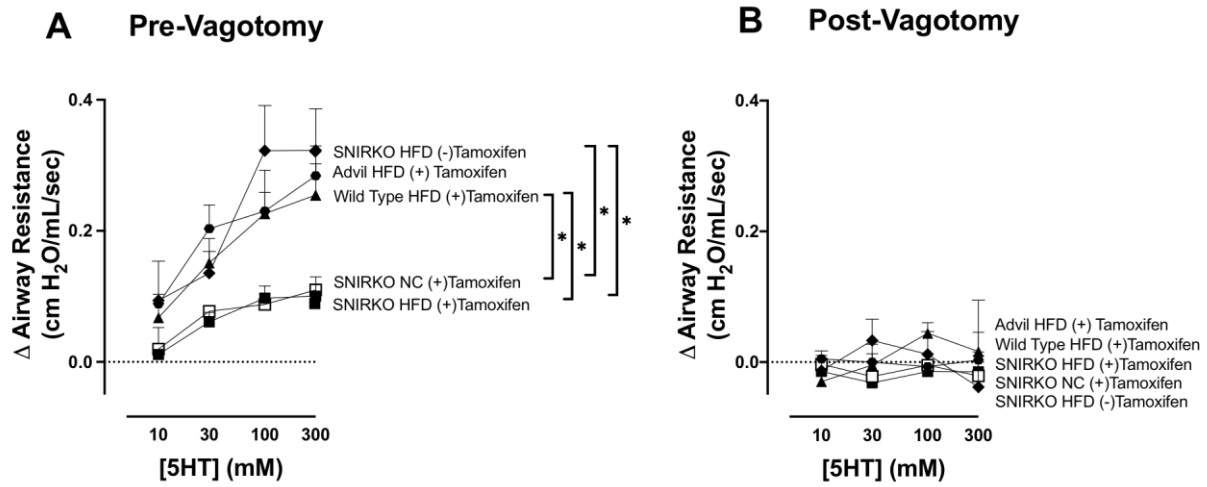 A Pre-Vagotomy
Δ Airway Resistance
(cm H₂O/mL/sec)
0.4
0.2
0.0
SNIRKO HFD (-)Tamoxifen
Advil HFD (+) Tamoxifen
Wild Type HFD (+)Tamoxifen
SNIRKO NC (+)Tamoxifen
SNIRKO HFD (+)Tamoxifen
* * * *
10 30 100 300
[5HT] (mM)
B Post-Vagotomy
Δ Airway Resistance
(cm H₂O/mL/sec)
0.4
0.2
0.0
Advil HFD (+) Tamoxifen
Wild Type HFD (+)Tamoxifen
SNIRKO HFD (+)Tamoxifen
SNIRKO NC (+)Tamoxifen
SNIRKO HFD (-)Tamoxifen
10 30 100 300
[5HT] (mM)